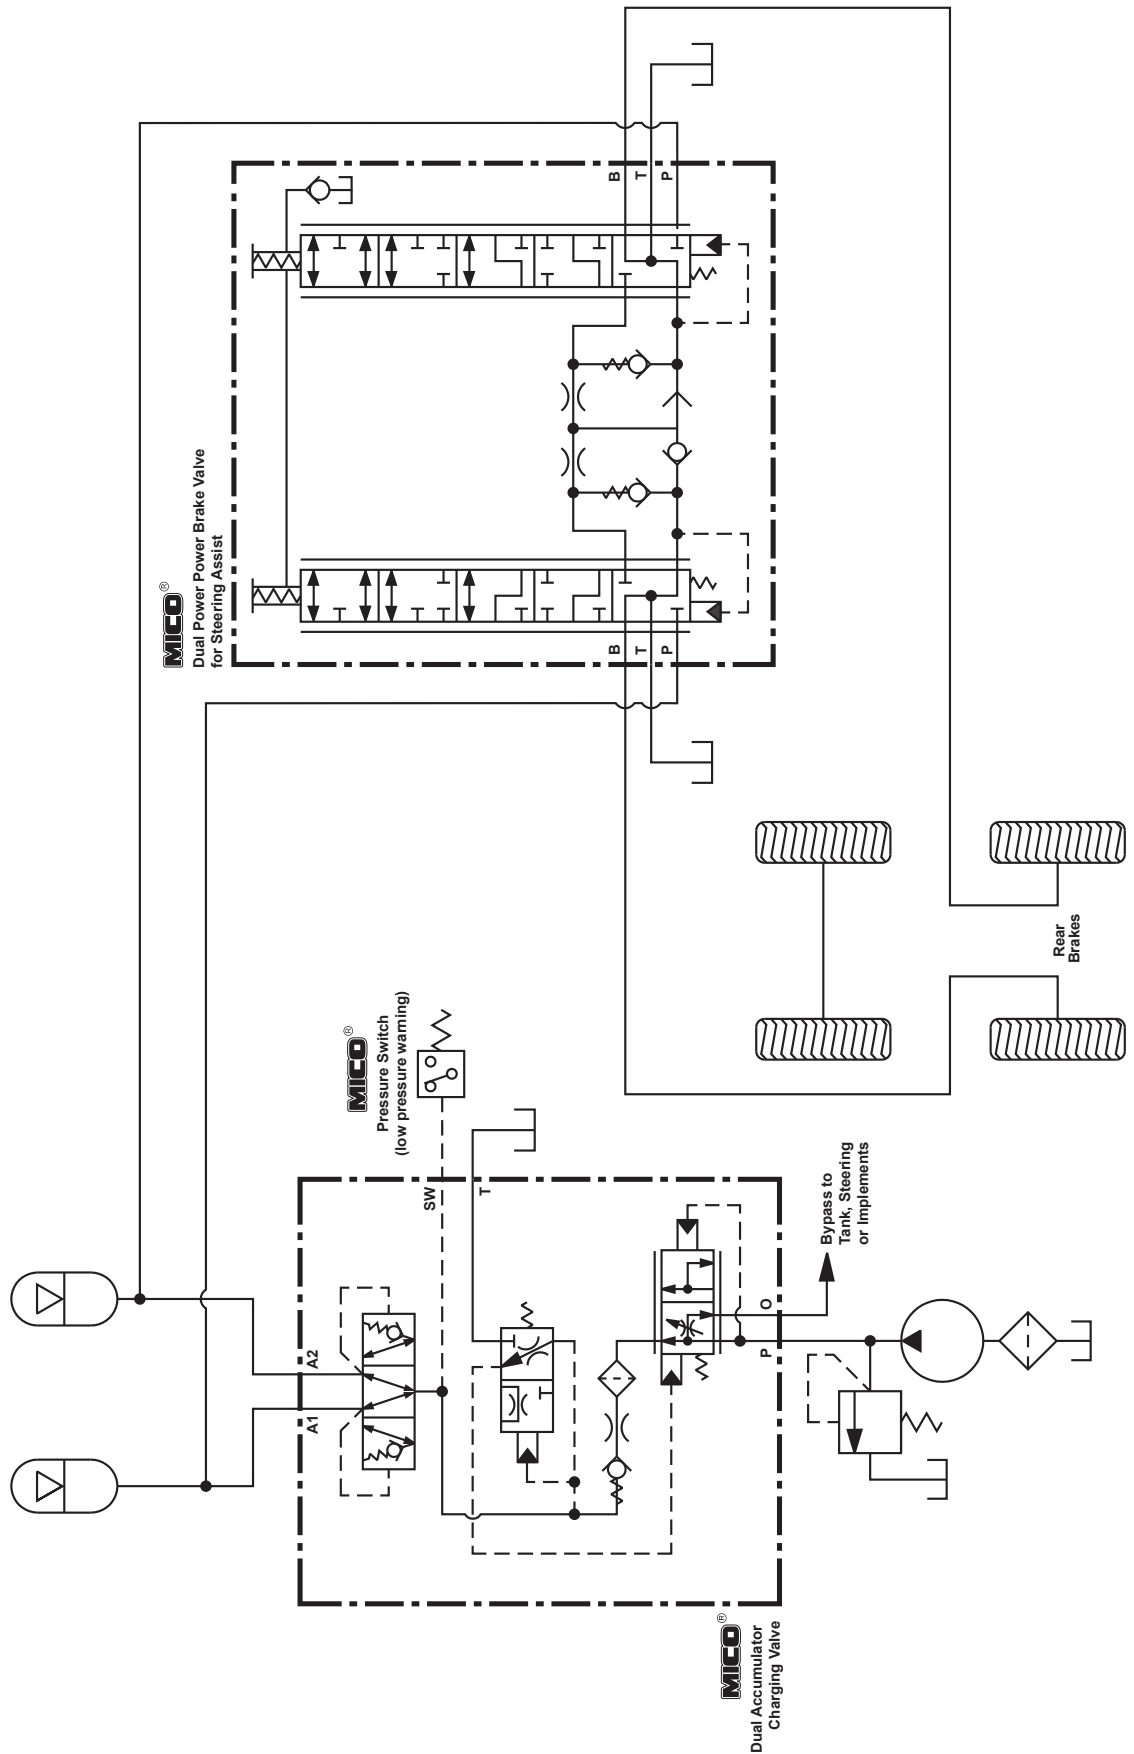 MICO®
Dual Power Power Brake Valve
for Steering Assist
B
T
P
B
T
P
MICO®
Pressure Switch
(low pressure warning)
Rear
Brakes
SW
T
A2
A1
O
P
Bypass to
Tank, Steering
or Implements
MICO®
Dual Accumulator
Charging Valve